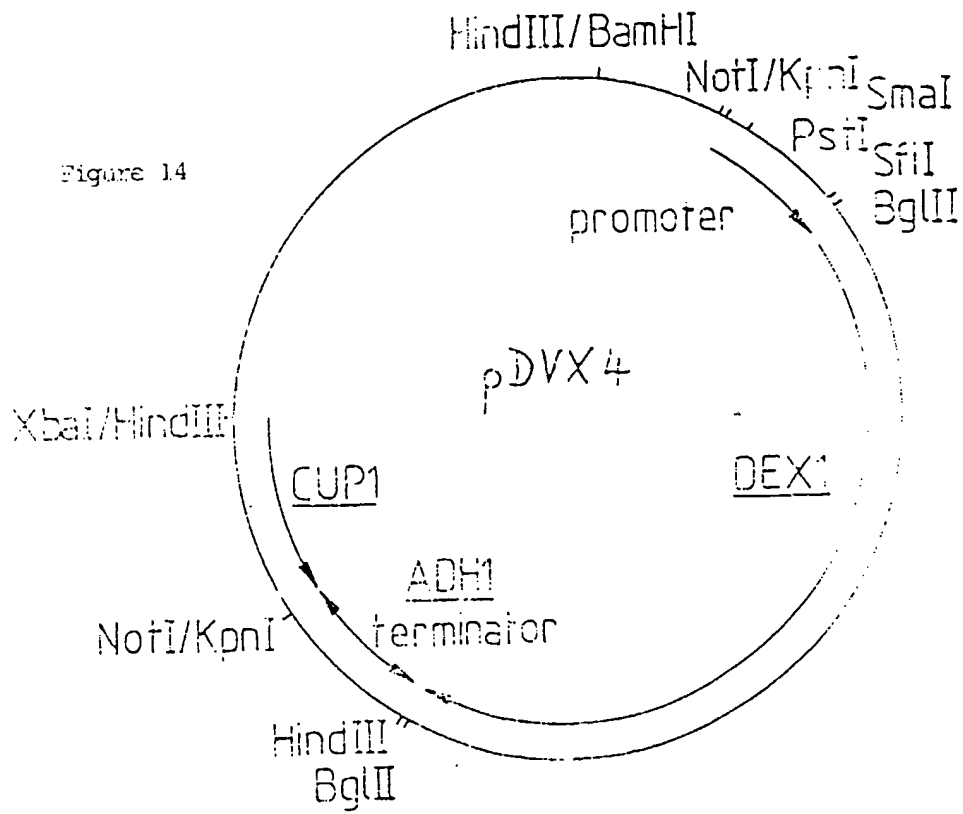 HindIII/BamHI
NotI/KpnI
SmaI
PstI
SfiI
BglII
Figure 14
promoter
pDVX4
XbaI/HindIII
CUP1
DEX1
ADH1
terminator
NotI/KpnI
HindIII
BglII